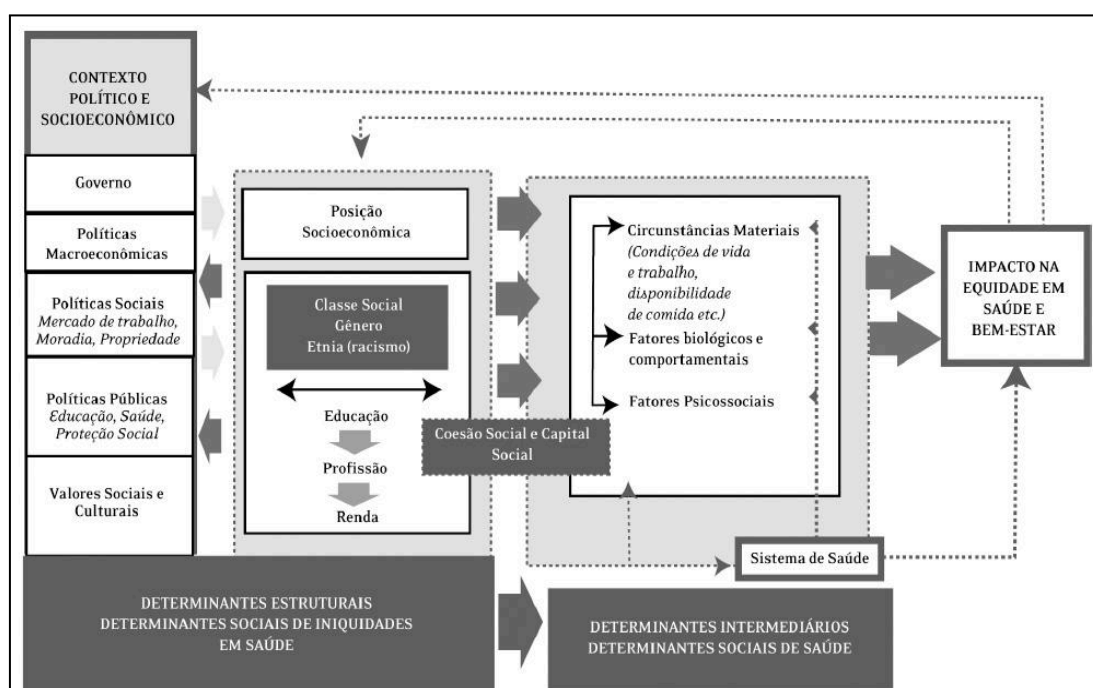 CONTEXTO
POLÍTICO E
SOCIOECONÔMICO
Governo
Políticas
Macroeconômicas
Políticas Sociais
Mercado de trabalho,
Moradia, Propriedade
Políticas Públicas
Educação, Saúde,
Proteção Social
Valores Sociais e
Culturais
Posição
Socioeconômica
Classe Social
Gênero
Etnia (racismo)
Educação
Profissão
Renda
Coesão Social e Capital
Social
Circunstâncias Materiais
(Condições de vida
e trabalho,
disponibilidade
de comida etc.)
Fatores biológicos e
comportamentais
Fatores Psicossociais
Sistema de Saúde
IMPACTO NA
EQUIDADE EM
SAÚDE E
BEM-ESTAR
DETERMINANTES ESTRUTURAIS
DETERMINANTES SOCIAIS DE INIQUIDADES
EM SAÚDE
DETERMINANTES INTERMEDIÁRIOS
DETERMINANTES SOCIAIS DE SAÚDE